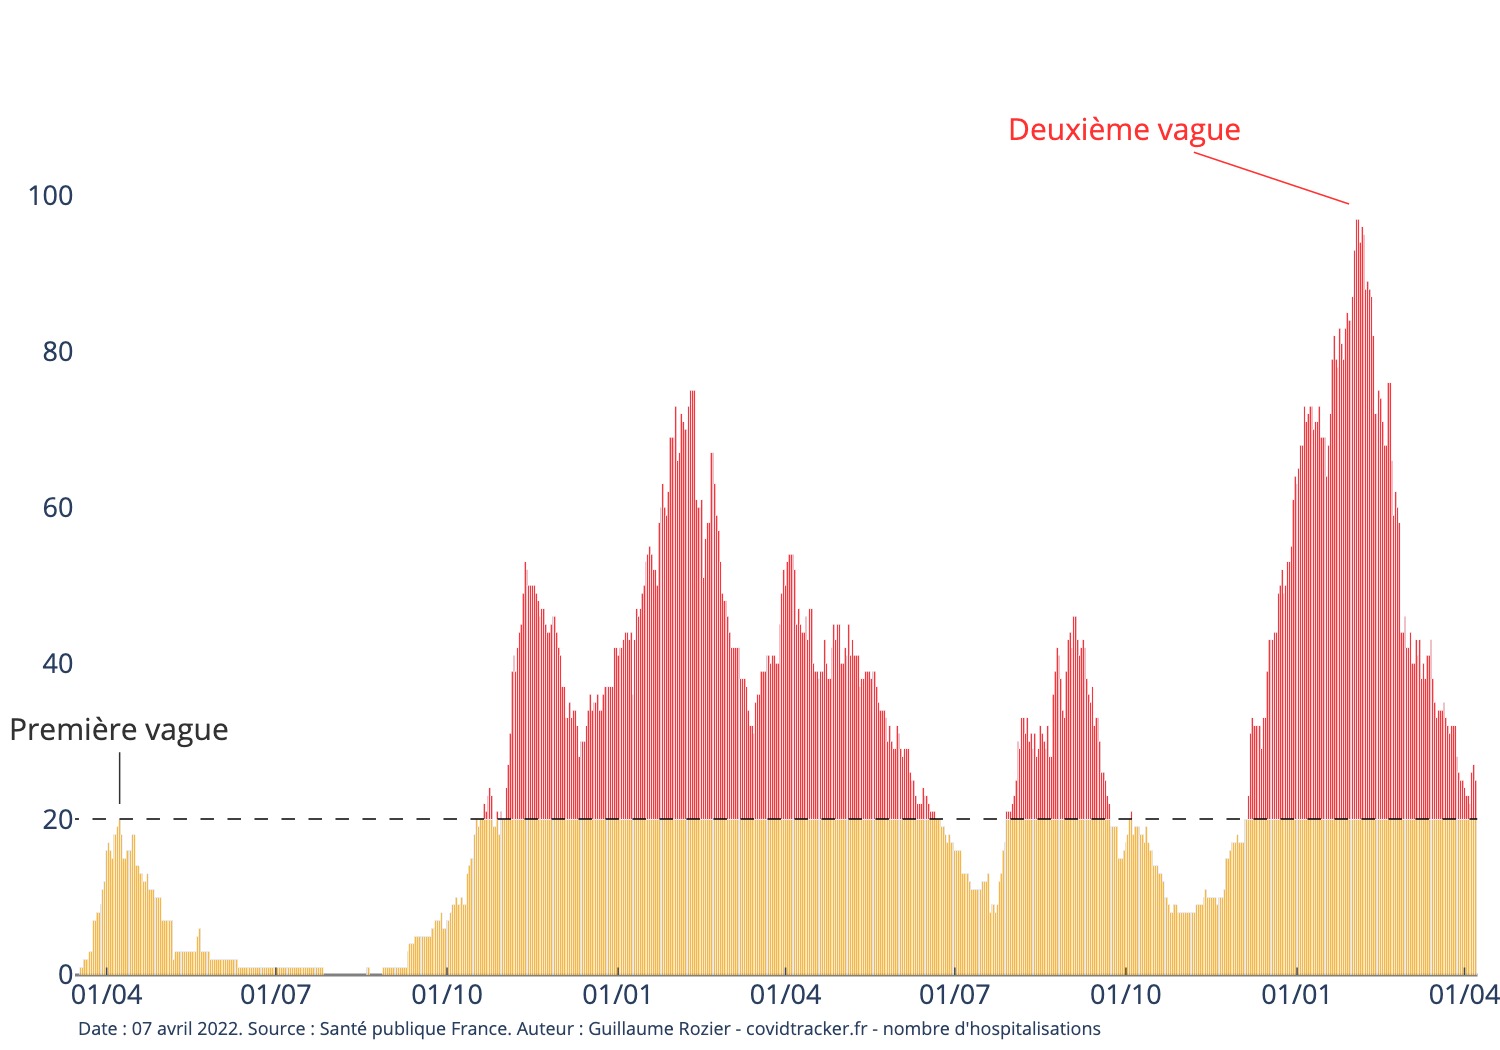 Deuxième vague
100
80
60
40
Première vague
20
0
01/04 01/07 01/10 01/01 01/04 01/07 01/10 01/01 01/04
Date : 07 avril 2022. Source : Santé publique France. Auteur : Guillaume Rozier - covidtracker.fr - nombre d'hospitalisations